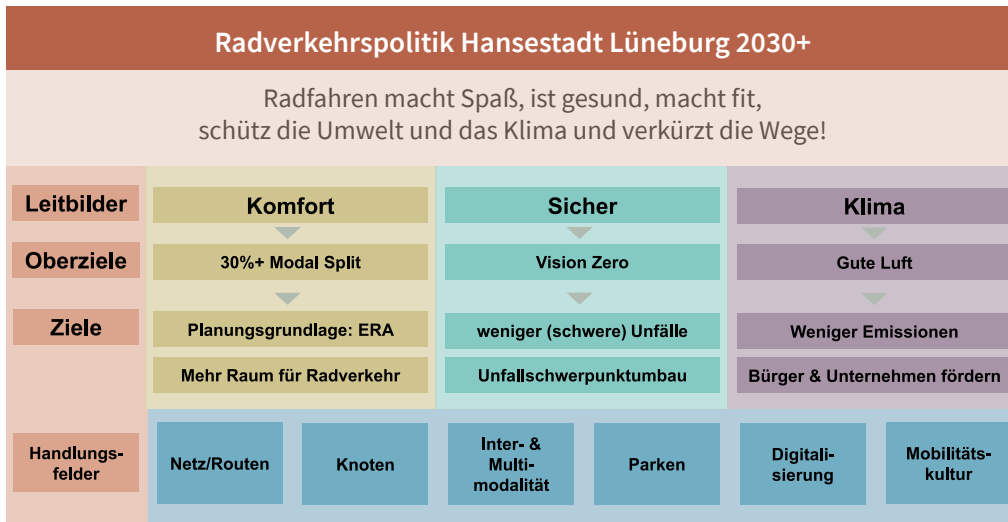 Radverkehrspolitik Hansestadt Lüneburg 2030+
Radfahren macht Spaß, ist gesund, macht fit,
schütz die Umwelt und das Klima und verkürzt die Wege!
Leitbilder
Komfort
Sicher
Klima
Oberziele
30%+ Modal Split
Vision Zero
Gute Luft
Ziele
Planungsgrundlage: ERA
weniger (schwere) Unfälle
Weniger Emissionen
Mehr Raum für Radverkehr
Unfallschwerpunktumbau
Bürger & Unternehmen fördern
Handlungs-
felder
Netz/Routen
Knoten
Inter- &
Multi-
modalität
Parken
Digitali-
sierung
Mobilitäts-
kultur